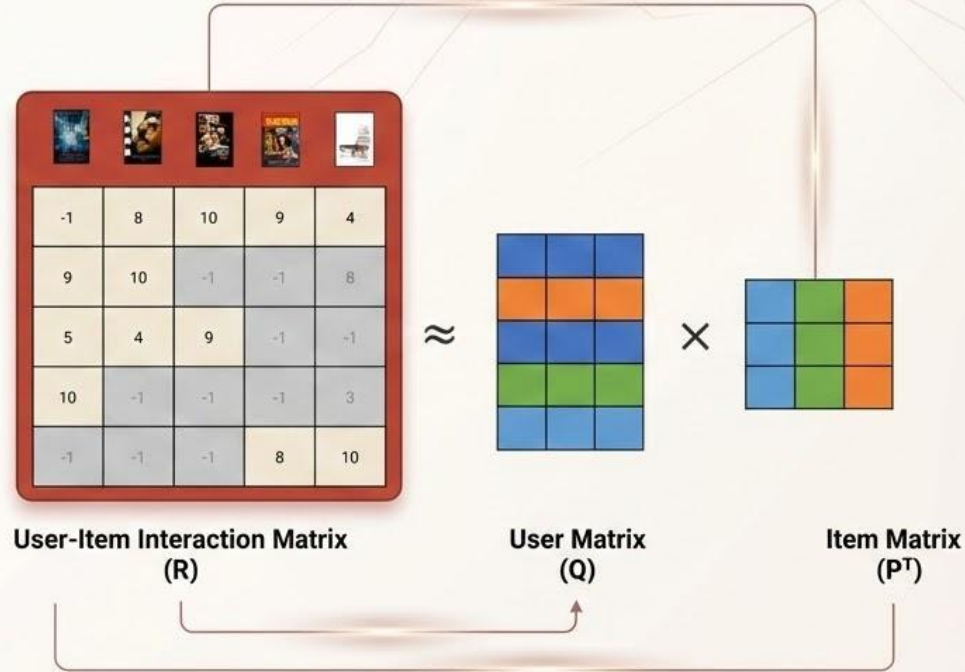 -1 8 10 9 4
9 10 -1 -1 8
5 4 9 -1 -1
10 -1 -1 -1 3
-1 -1 -1 8 10
≈ ×
User-Item Interaction Matrix
(R)
User Matrix
(Q)
Item Matrix
(Pᵀ)